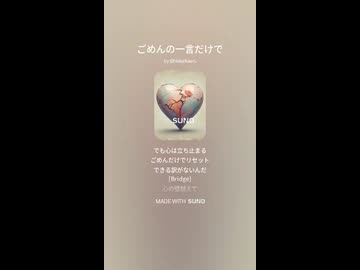 ごめんの一言だけで
SUNO
でも心は立ち止まる
ごめんだけでリセット
できる訳がないんだ
[Bridge]
心の壁越えて
MADE WITH SUNO